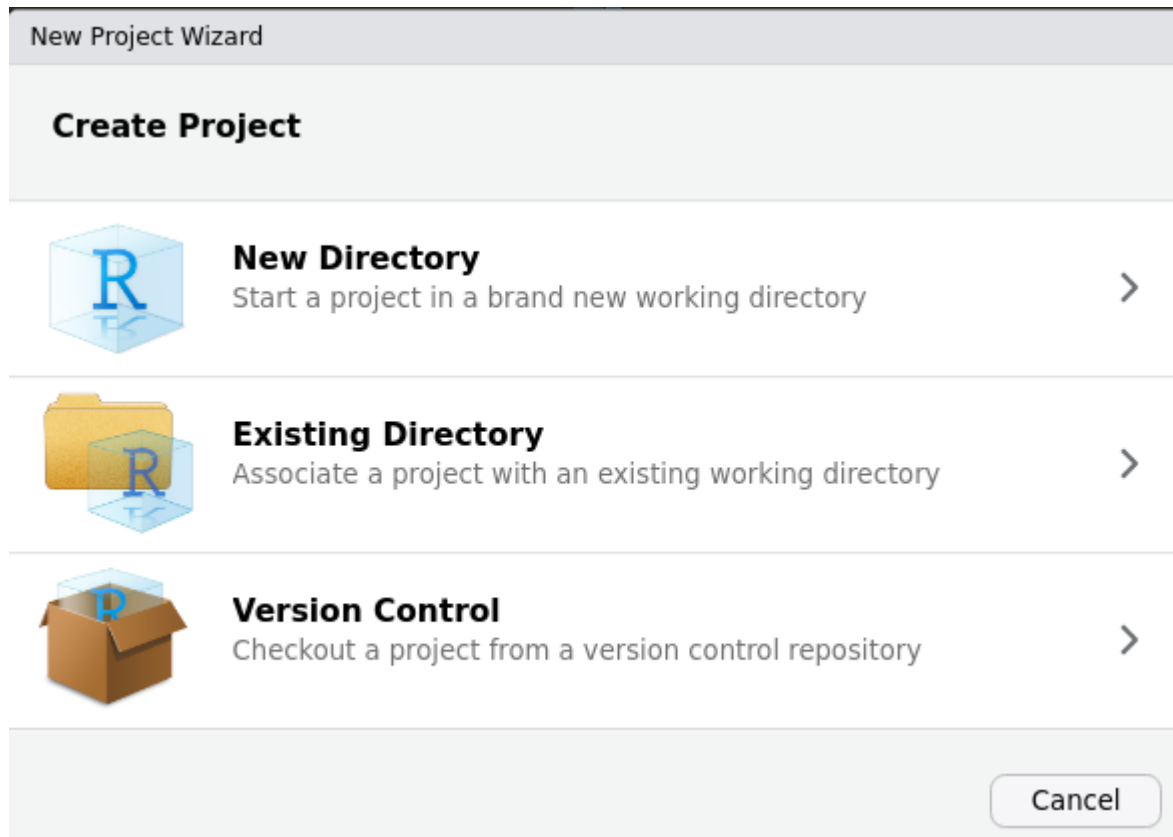 New Project Wizard
Create Project
R
New Directory
Start a project in a brand new working directory
R
Existing Directory
Associate a project with an existing working directory
R
Version Control
Checkout a project from a version control repository
Cancel